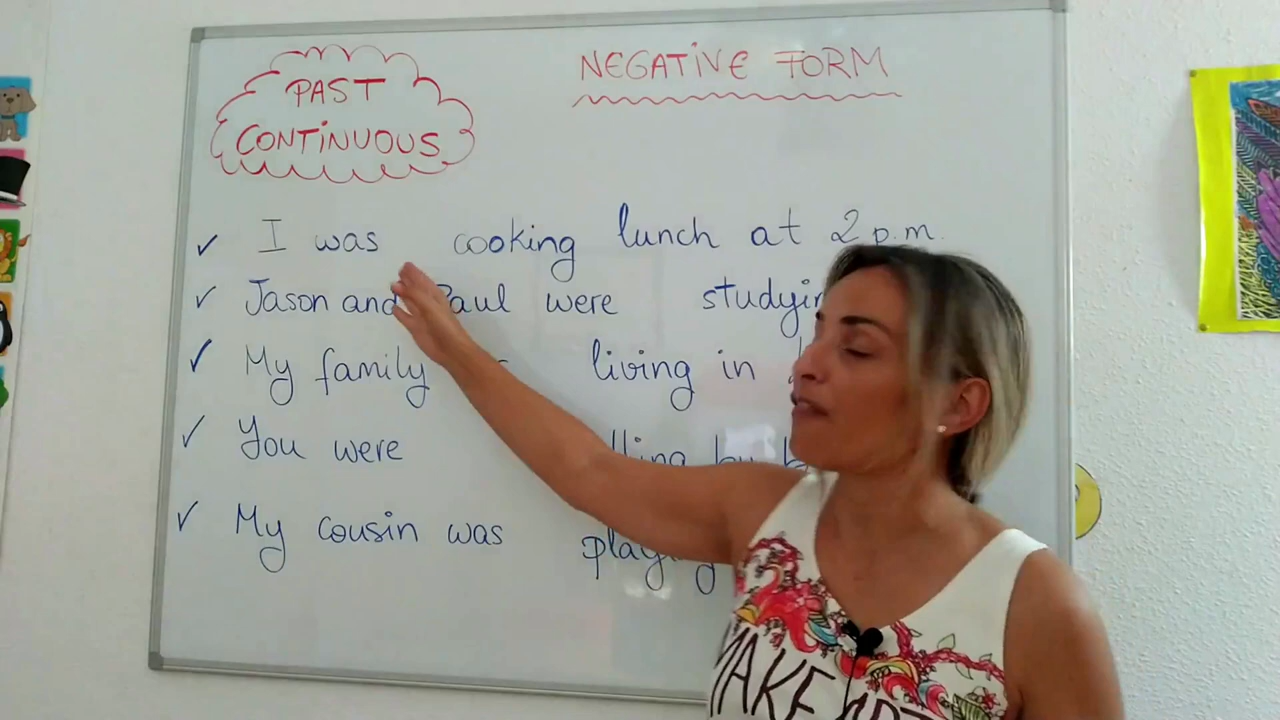 PAST
CONTINUOUS
NEGATIVE FORM
✓ I was cooking lunch at 2 p.m.
✓ Jason and Paul were
✓ My family living in
✓ You were
✓ My cousin was
MAKE